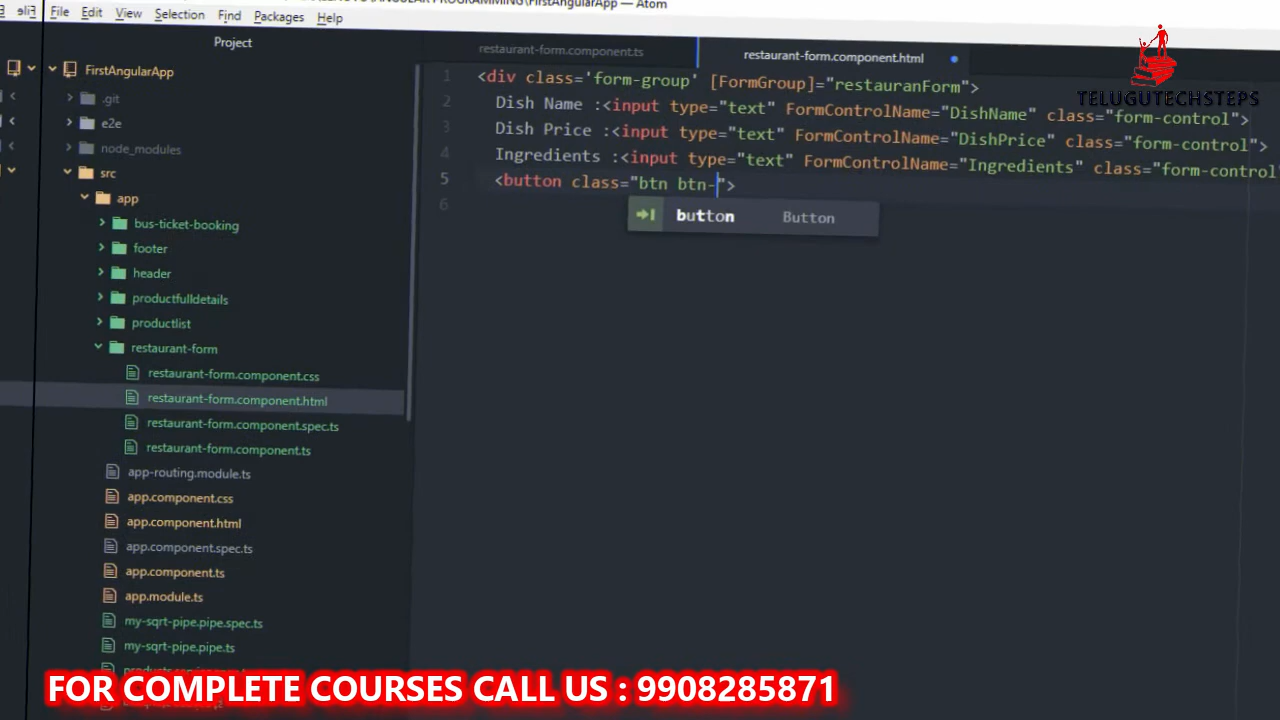 FirstAngularApp — Atom
File Edit View Selection Find Packages Help
Project
restaurant-form.component.ts
restaurant-form.component.html
TELUGUTECHSTEPS
FirstAngularApp
.git
e2e
node_modules
src
app
bus-ticket-booking
footer
header
productfulldetails
productlist
restaurant-form
restaurant-form.component.css
restaurant-form.component.html
restaurant-form.component.spec.ts
restaurant-form.component.ts
app-routing.module.ts
app.component.css
app.component.html
app.component.spec.ts
app.component.ts
app.module.ts
my-sqrt-pipe.pipe.spec.ts
my-sqrt-pipe.pipe.ts
1 <div class='form-group' [FormGroup]="restauranForm">
2 Dish Name :<input type="text" FormControlName="DishName" class="form-control">
3 Dish Price :<input type="text" FormControlName="DishPrice" class="form-control">
4 Ingredients :<input type="text" FormControlName="Ingredients" class="form-control"
5 <button class="btn btn-">
6
button Button
FOR COMPLETE COURSES CALL US : 9908285871